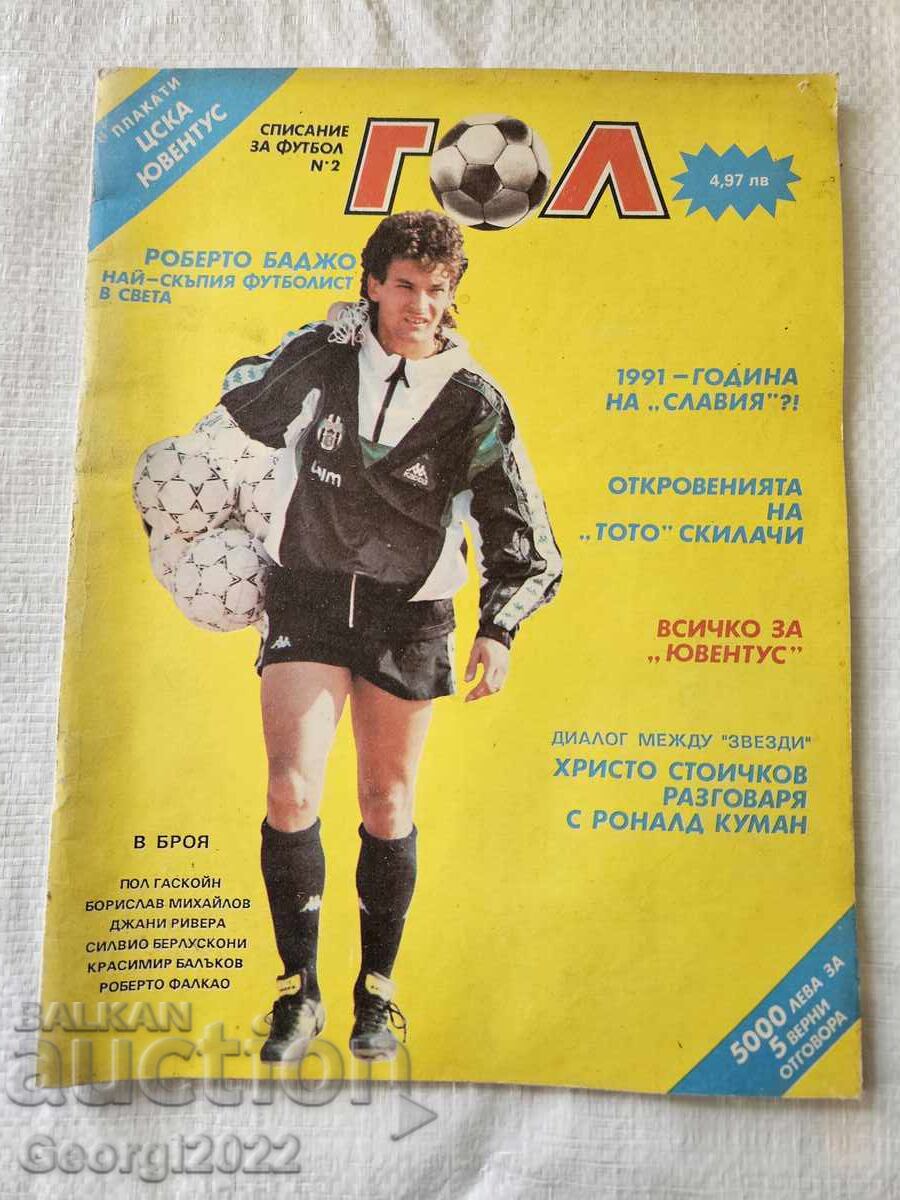 ПЛАКАТИ
ЦСКА
ЮВЕНТУС
СПИСАНИЕ
ЗА ФУТБОЛ
N°2
ГОЛ
4,97 лв
РОБЕРТО БАДЖО
НАЙ-СКЪПИЯ ФУТБОЛИСТ
В СВЕТА
1991 – ГОДИНА
НА „СЛАВИЯ"?!
ОТКРОВЕНИЯТА
НА
„ТОТО" СКИЛАЧИ
ВСИЧКО ЗА
„ЮВЕНТУС"
ДИАЛОГ МЕЖДУ "ЗВЕЗДИ"
ХРИСТО СТОИЧКОВ
РАЗГОВАРЯ
С РОНАЛД КУМАН
upim
Kappa
В БРОЯ
ПОЛ ГАСКОЙН
БОРИСЛАВ МИХАЙЛОВ
ДЖАНИ РИВЕРА
СИЛВИО БЕРЛУСКОНИ
КРАСИМИР БАЛЪКОВ
РОБЕРТО ФАЛКАО
5000 ЛЕВА ЗА
5 ВЕРНИ
ОТГОВОРА
BALKAN
auction
Georgi2022